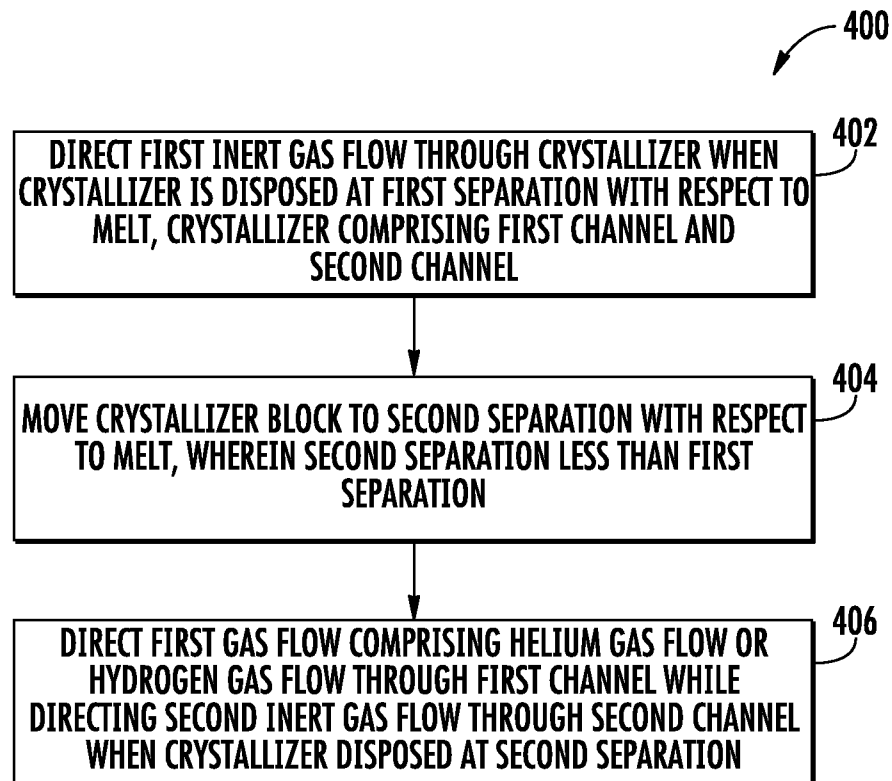 400
402
DIRECT FIRST INERT GAS FLOW THROUGH CRYSTALLIZER WHEN
CRYSTALLIZER IS DISPOSED AT FIRST SEPARATION WITH RESPECT TO
MELT, CRYSTALLIZER COMPRISING FIRST CHANNEL AND
SECOND CHANNEL
404
MOVE CRYSTALLIZER BLOCK TO SECOND SEPARATION WITH RESPECT
TO MELT, WHEREIN SECOND SEPARATION LESS THAN FIRST
SEPARATION
406
DIRECT FIRST GAS FLOW COMPRISING HELIUM GAS FLOW OR
HYDROGEN GAS FLOW THROUGH FIRST CHANNEL WHILE
DIRECTING SECOND INERT GAS FLOW THROUGH SECOND CHANNEL
WHEN CRYSTALLIZER DISPOSED AT SECOND SEPARATION